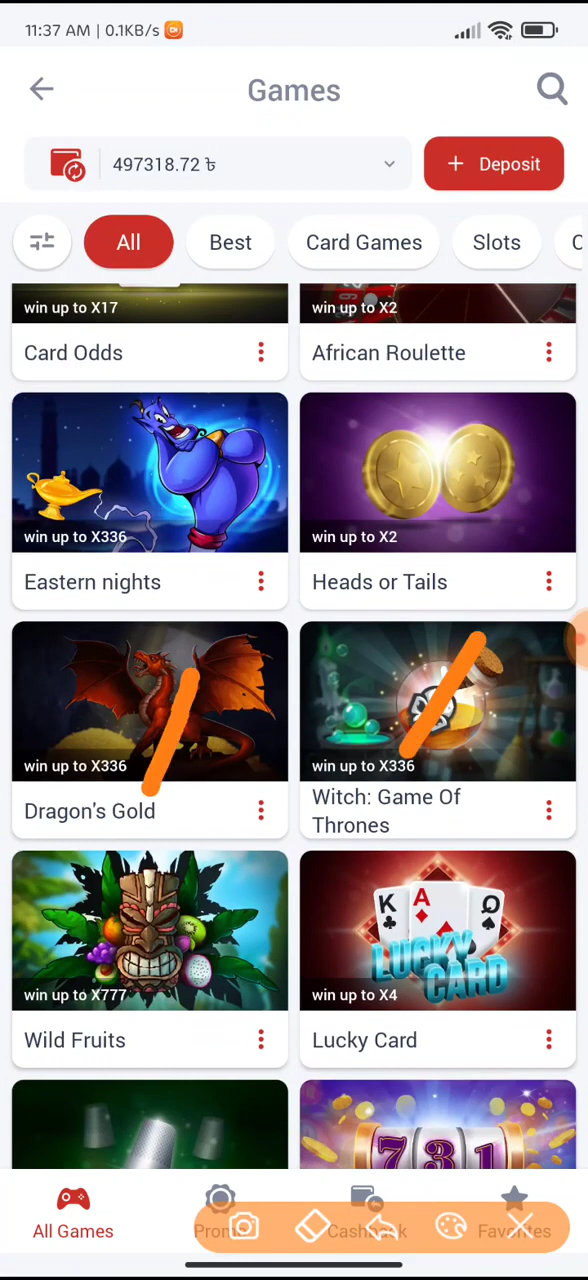 11:37 AM | 0.1KB/s
Games
497318.72 ৳
+ Deposit
All
Best
Card Games
Slots
win up to X17
win up to X2
Card Odds
African Roulette
win up to X336
win up to X2
Eastern nights
Heads or Tails
win up to X336
win up to X336
Dragon's Gold
Witch: Game Of
Thrones
K
A
Q
LUCKY
CARD
win up to X777
win up to X4
Wild Fruits
Lucky Card
7 3 1
All Games
Promo
Cashback
Favorites